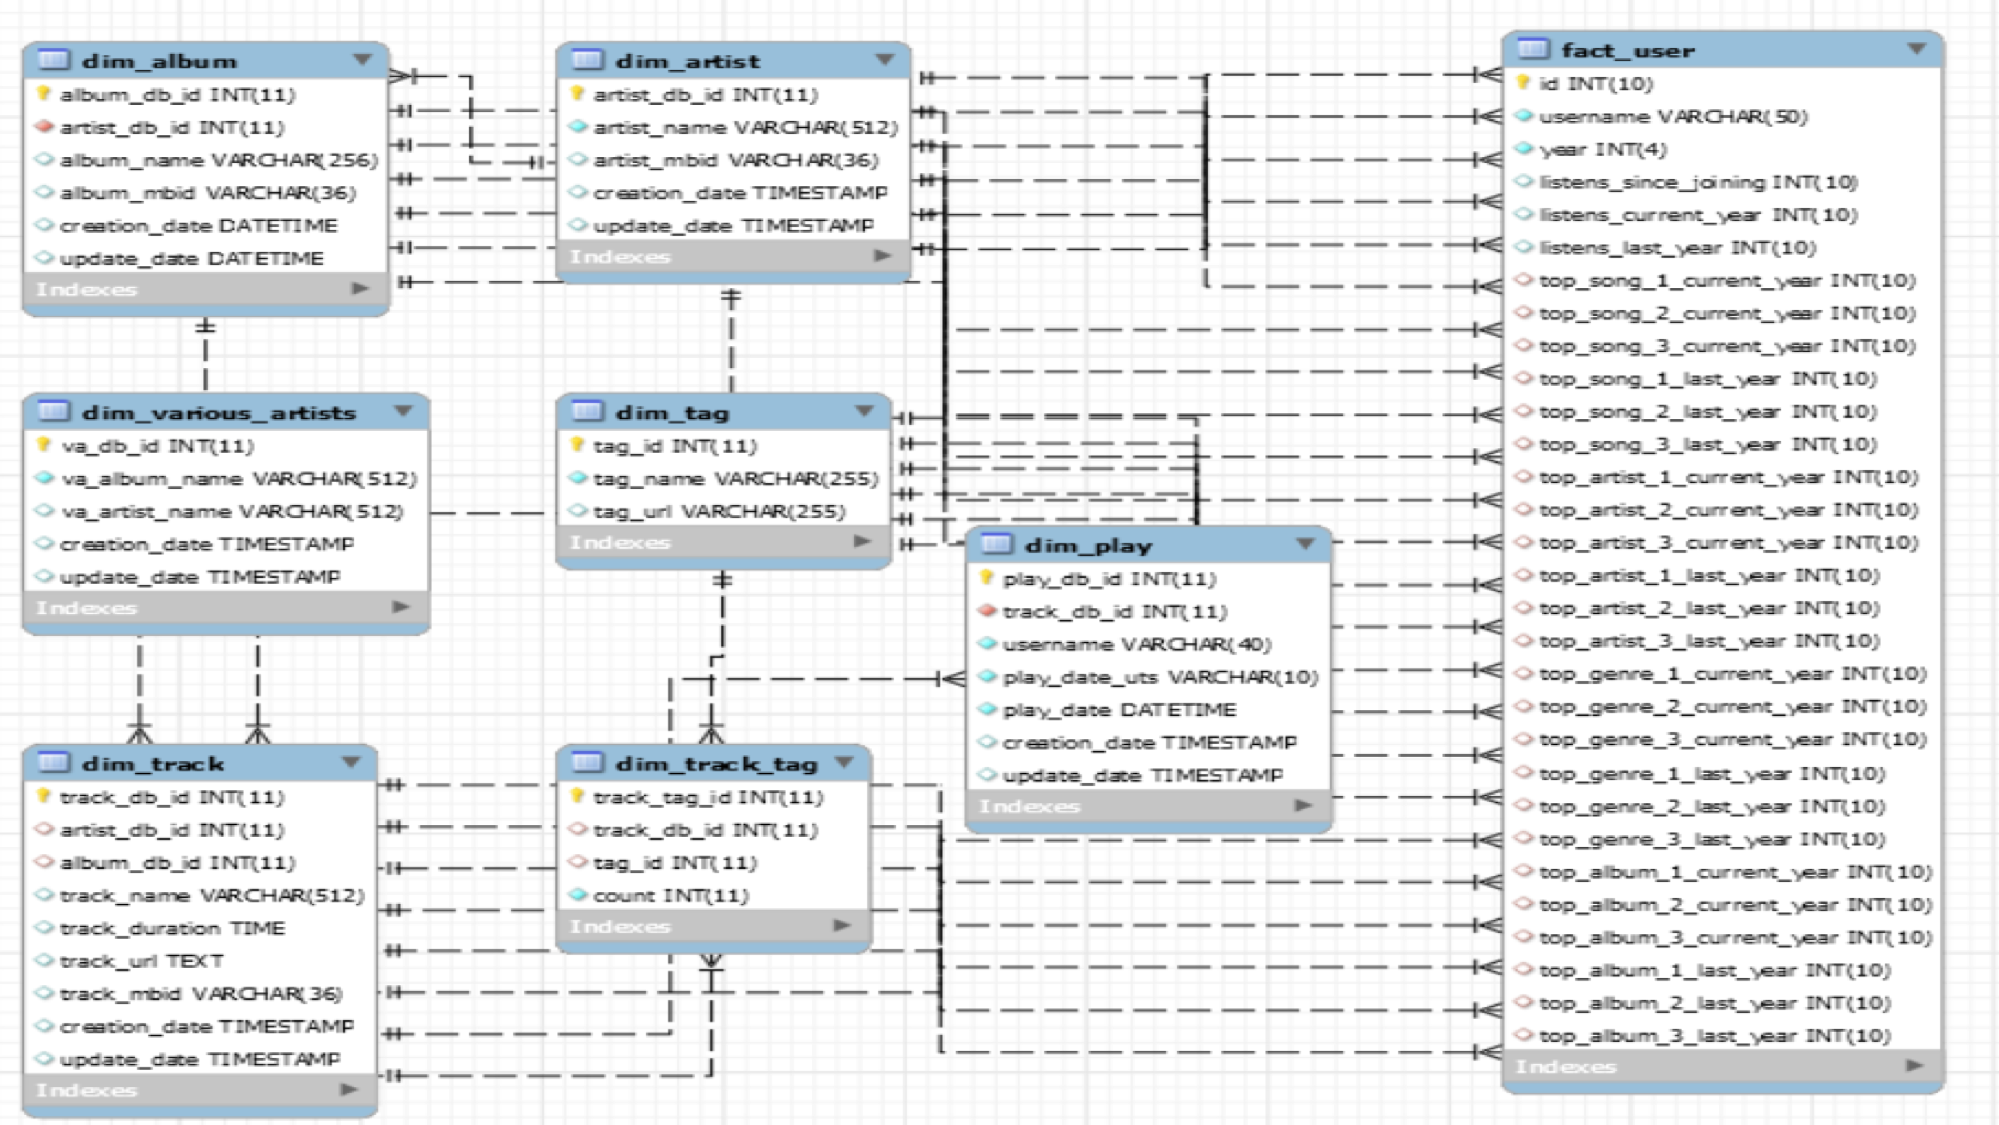 dim_album
album_db_id INT(11)
artist_db_id INT(11)
album_name VARCHAR(256)
album_mbid VARCHAR(36)
creation_date DATETIME
update_date DATETIME
Indexes
dim_artist
artist_db_id INT(11)
artist_name VARCHAR(512)
artist_mbid VARCHAR(36)
creation_date TIMESTAMP
update_date TIMESTAMP
Indexes
dim_various_artists
va_db_id INT(11)
va_album_name VARCHAR(512)
va_artist_name VARCHAR(512)
creation_date TIMESTAMP
update_date TIMESTAMP
Indexes
dim_tag
tag_id INT(11)
tag_name VARCHAR(255)
tag_url VARCHAR(255)
Indexes
dim_play
play_db_id INT(11)
track_db_id INT(11)
username VARCHAR(40)
play_date_uts VARCHAR(10)
play_date DATETIME
creation_date TIMESTAMP
update_date TIMESTAMP
Indexes
dim_track
track_db_id INT(11)
artist_db_id INT(11)
album_db_id INT(11)
track_name VARCHAR(512)
track_duration TIME
track_url TEXT
track_mbid VARCHAR(36)
creation_date TIMESTAMP
update_date TIMESTAMP
Indexes
dim_track_tag
track_tag_id INT(11)
track_db_id INT(11)
tag_id INT(11)
count INT(11)
Indexes
fact_user
id INT(10)
username VARCHAR(50)
year INT(4)
listens_since_joining INT(10)
listens_current_year INT(10)
listens_last_year INT(10)
top_song_1_current_year INT(10)
top_song_2_current_year INT(10)
top_song_3_current_year INT(10)
top_song_1_last_year INT(10)
top_song_2_last_year INT(10)
top_song_3_last_year INT(10)
top_artist_1_current_year INT(10)
top_artist_2_current_year INT(10)
top_artist_3_current_year INT(10)
top_artist_1_last_year INT(10)
top_artist_2_last_year INT(10)
top_artist_3_last_year INT(10)
top_genre_1_current_year INT(10)
top_genre_2_current_year INT(10)
top_genre_3_current_year INT(10)
top_genre_1_last_year INT(10)
top_genre_2_last_year INT(10)
top_genre_3_last_year INT(10)
top_album_1_current_year INT(10)
top_album_2_current_year INT(10)
top_album_3_current_year INT(10)
top_album_1_last_year INT(10)
top_album_2_last_year INT(10)
top_album_3_last_year INT(10)
Indexes